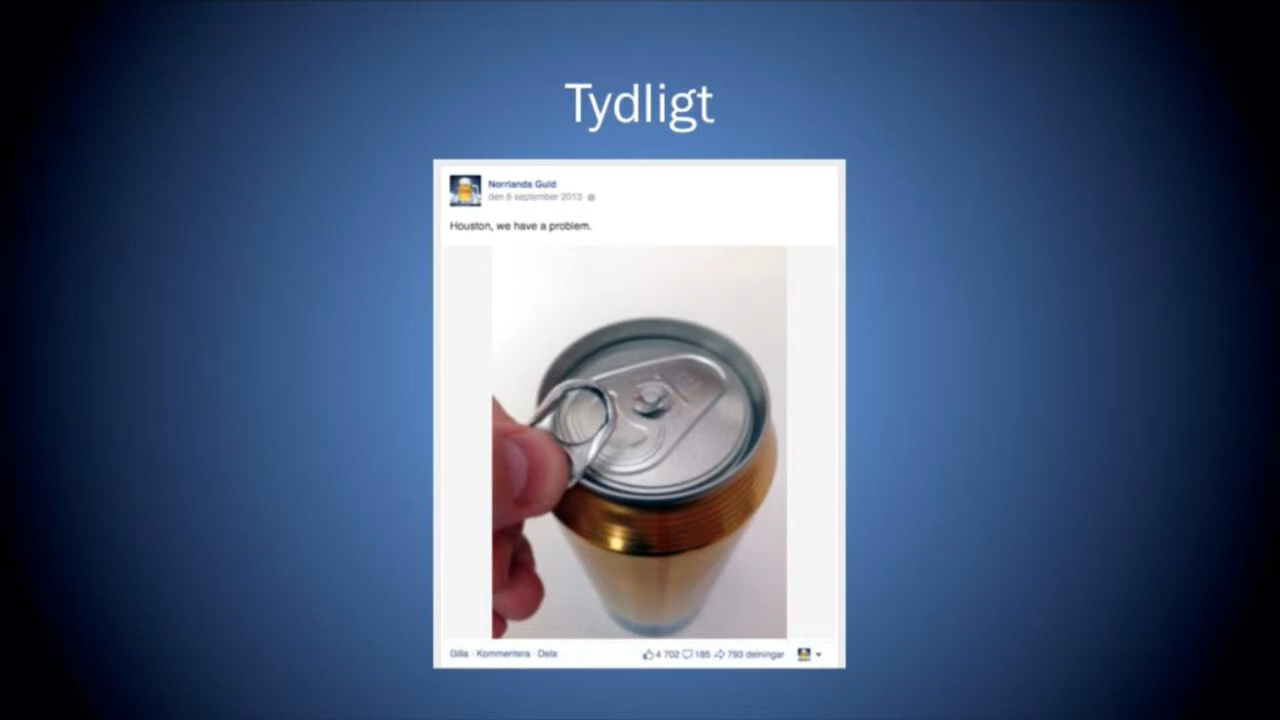 Tydligt
Norrlands Guld
den 6 september 2013
Houston, we have a problem.
Gilla · Kommentera · Dela 4 702 185 793 delningar